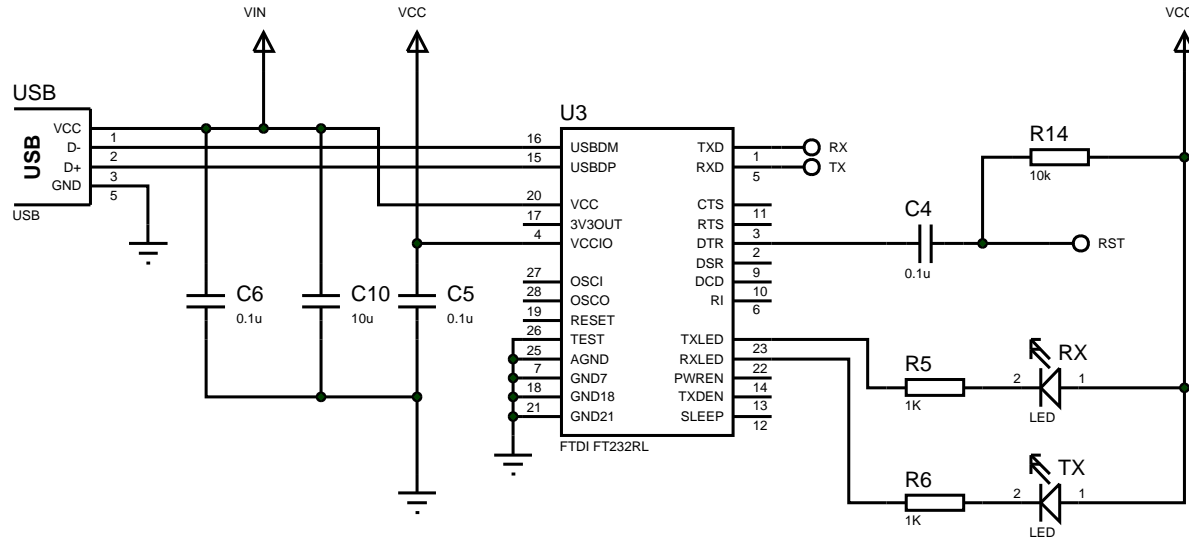 VIN
VCC
VCC
USB
USB
VCC
1
D-
2
D+
3
GND
5
USB
C6
0.1u
C10
10u
C5
0.1u
U3
16
USBDM
15
USBDP
20
VCC
17
3V3OUT
4
VCCIO
27
OSCI
28
OSCO
19
RESET
26
TEST
25
AGND
7
GND7
18
GND18
21
GND21
TXD
1
RXD
5
CTS
11
RTS
3
DTR
2
DSR
9
DCD
10
RI
6
TXLED
23
RXLED
22
PWREN
14
TXDEN
13
SLEEP
12
FTDI FT232RL
RX
TX
R14
10k
C4
0.1u
RST
R5
1K
2
RX
1
LED
R6
1K
2
TX
1
LED